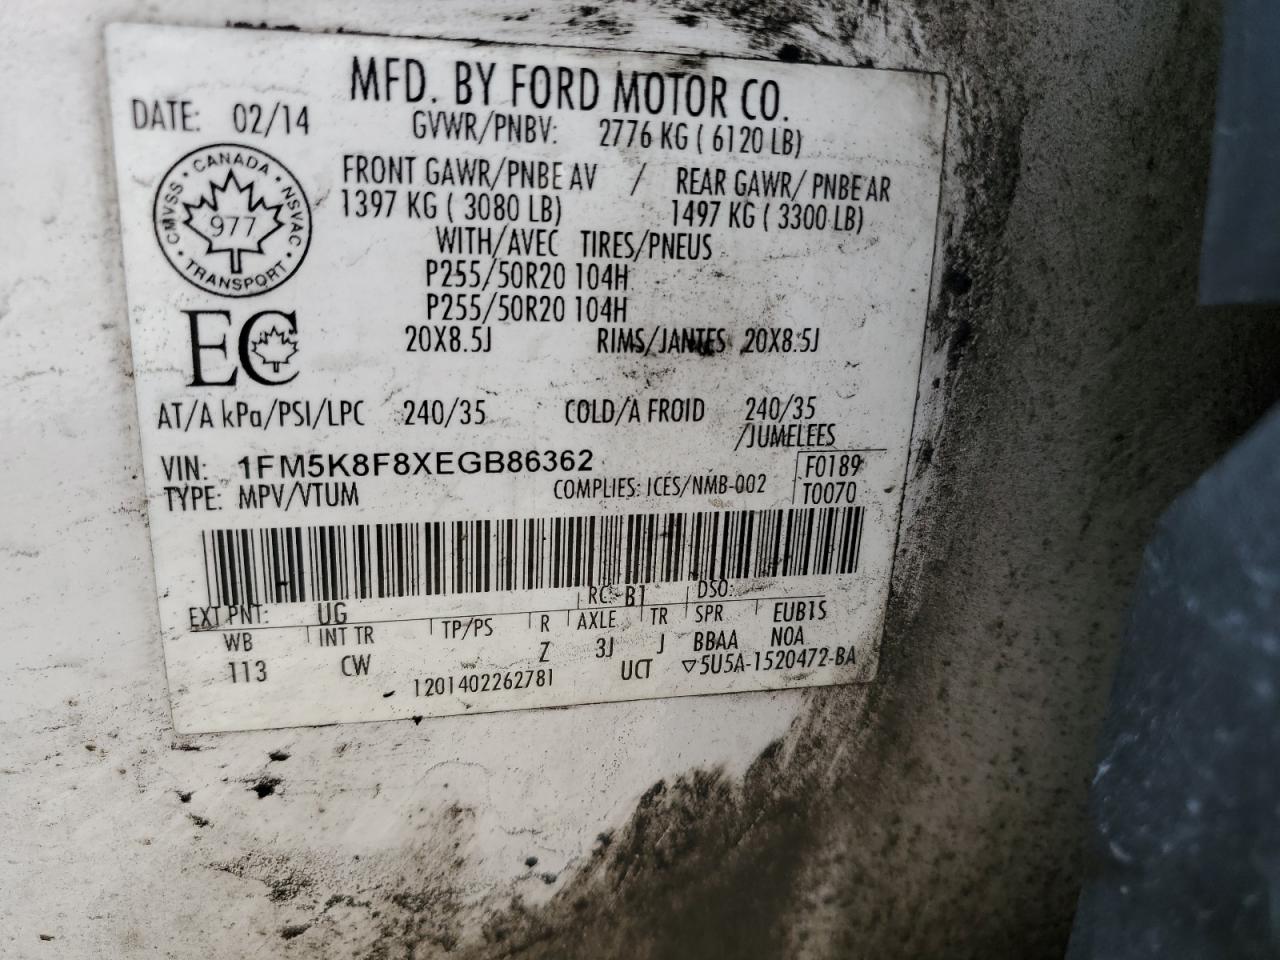 MFD. BY FORD MOTOR CO.
DATE: 02/14
GVWR/PNBV: 2776 KG ( 6120 LB)
FRONT GAWR/PNBE AV / REAR GAWR/ PNBE AR
1397 KG ( 3080 LB) 1497 KG ( 3300 LB)
WITH/AVEC TIRES/PNEUS
P255/50R20 104H
P255/50R20 104H
20X8.5J RIMS/JANTES 20X8.5J
CANADA
CMVSS
977
NSVAC
TRANSPORT
EC
AT/A kPa/PSI/LPC 240/35 COLD/A FROID 240/35
/JUMELEES
VIN: 1FM5K8F8XEGB86362
F0189
TYPE: MPV/VTUM COMPLIES: ICES/NMB-002
T0070
EXT PNT: UG RC: B1 DSO:
WB INT TR TP/PS R AXLE TR SPR EUB1S
113 CW Z 3J J BBAA NOA
1201402262781 UCT ▽5U5A-1520472-BA